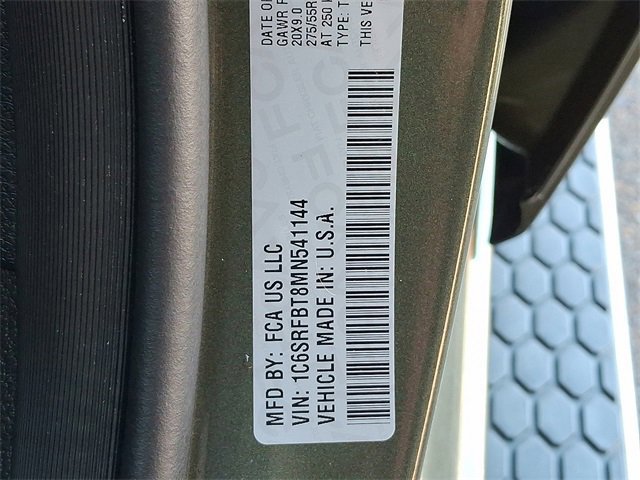 MFD BY: FCA US LLC
VIN: 1C6SRFBT8MN541144
VEHICLE MADE IN: U.S.A.
DATE OF
GAWR F
20X9.0
275/55R
AT 250
TYPE: T
THIS VE